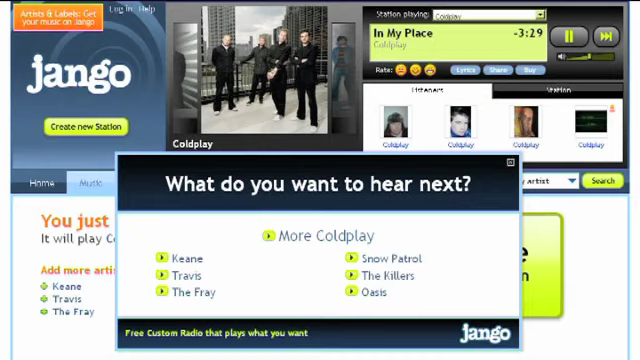 Artists & Labels: Get
your music on Jango
Log In Help
jango
Create new Station
Coldplay
Station playing: Coldplay
In My Place
-3:29
Coldplay
Rate:
Lyrics Share Buy
Listeners Station
Coldplay Coldplay Coldplay Coldplay
Home Music
artist
Search
You just
It will play
Add more
Keane
Travis
The Fray
What do you want to hear next?
More Coldplay
Keane Snow Patrol
Travis The Killers
The Fray Oasis
Free Custom Radio that plays what you want
jango